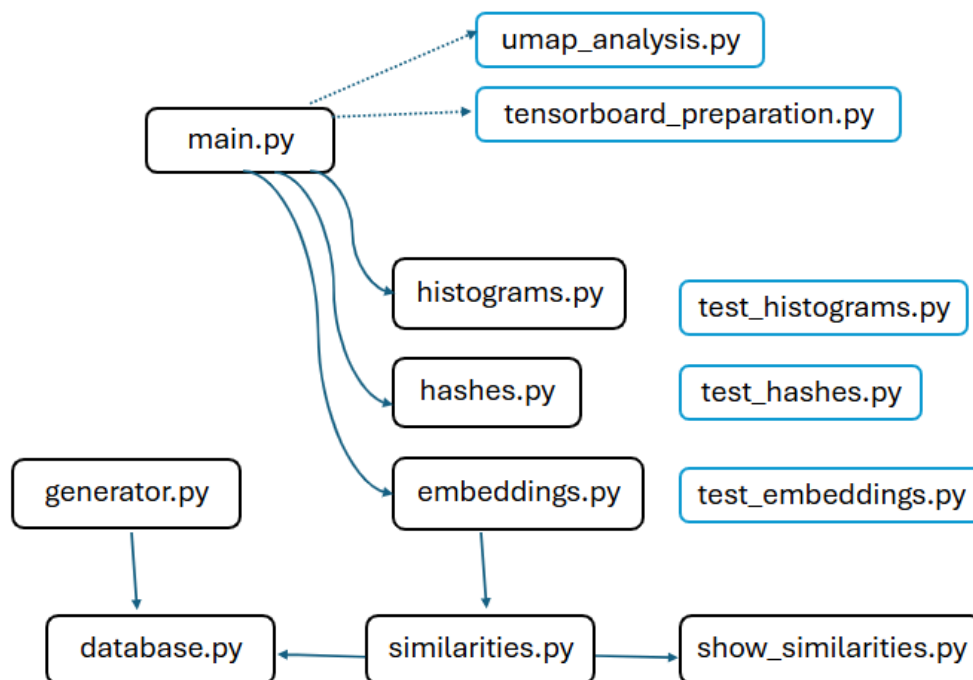 umap_analysis.py
tensorboard_preparation.py
main.py
histograms.py
test_histograms.py
hashes.py
test_hashes.py
generator.py
embeddings.py
test_embeddings.py
database.py
similarities.py
show_similarities.py